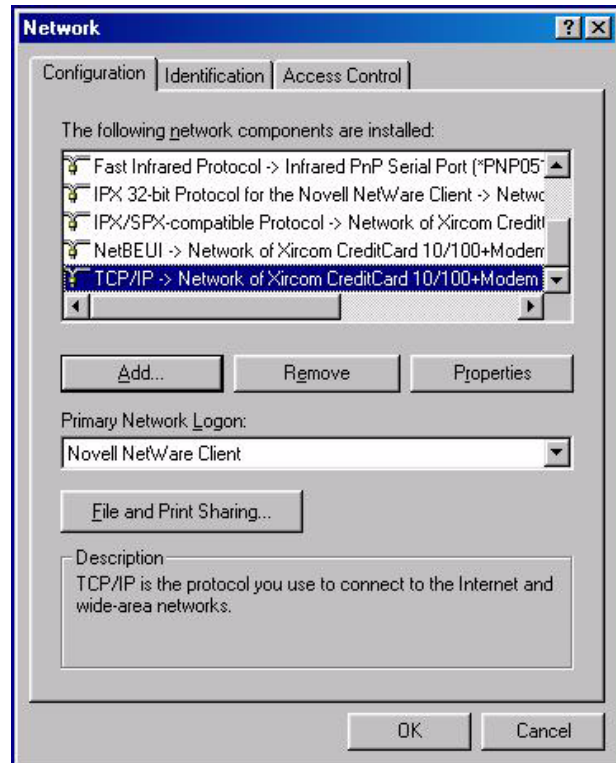 Network
Configuration Identification Access Control
The following network components are installed:
Fast Infrared Protocol -> Infrared PnP Serial Port (*PNP05
IPX 32-bit Protocol for the Novell NetWare Client -> Netwo
IPX/SPX-compatible Protocol -> Network of Xircom Credit
NetBEUI -> Network of Xircom CreditCard 10/100+Modem
TCP/IP -> Network of Xircom CreditCard 10/100+Modem
Add... Remove Properties
Primary Network Logon:
Novell NetWare Client
File and Print Sharing...
Description
TCP/IP is the protocol you use to connect to the Internet and
wide-area networks.
OK Cancel